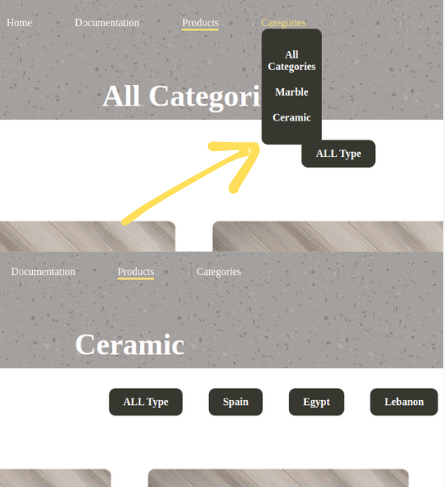 Home Documentation Products Categories
All
Categories
Marble
Ceramic
All Categori
ALL Type
Documentation Products Categories
Ceramic
ALL Type Spain Egypt Lebanon